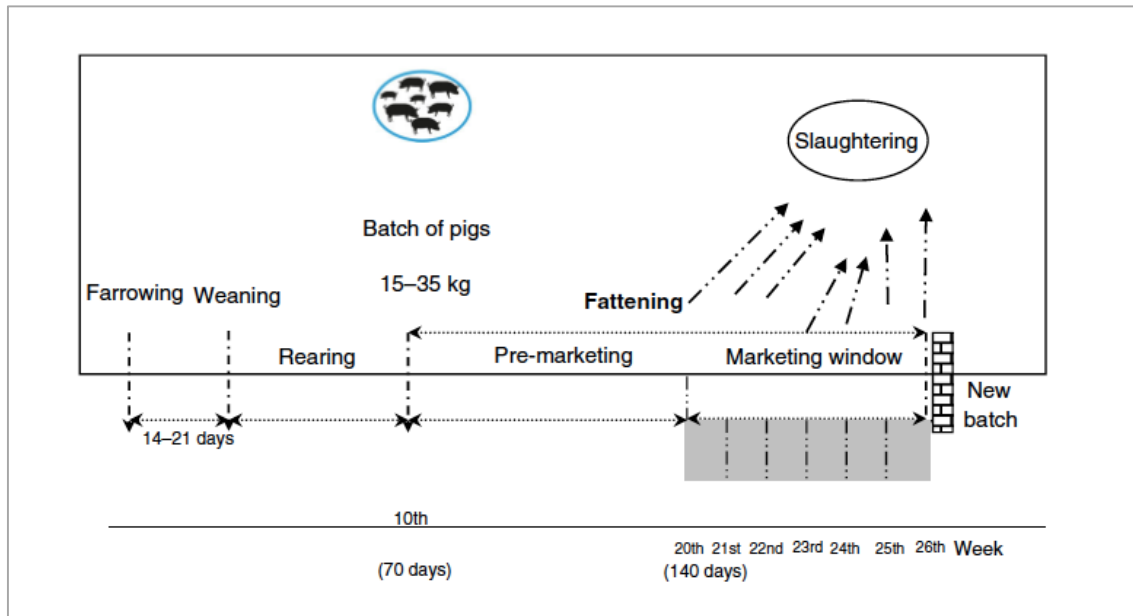 Slaughtering
Batch of pigs
15–35 kg
Farrowing
Weaning
Fattening
Rearing
Pre-marketing
Marketing window
New
batch
14–21 days
10th
20th 21st 22nd 23rd 24th 25th 26th Week
(70 days)
(140 days)